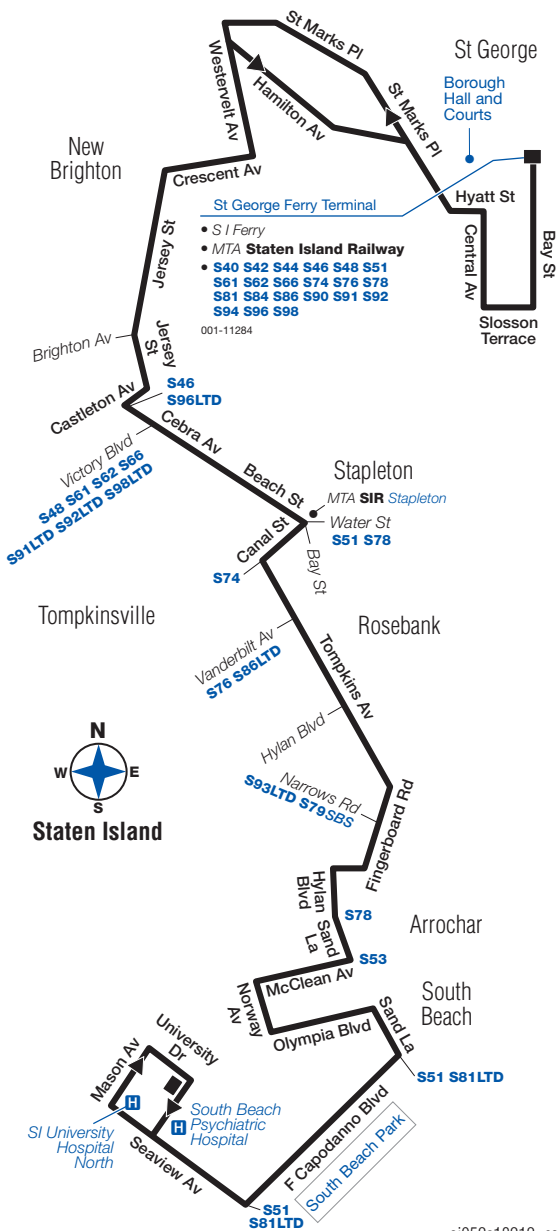 St Marks Pl
St George
Westervelt Av
Hamilton Av
St Marks Pl
Borough
Hall and
Courts
New
Brighton
Crescent Av
Hyatt St
St George Ferry Terminal
• S I Ferry
• MTA Staten Island Railway
• S40 S42 S44 S46 S48 S51
S61 S62 S66 S74 S76 S78
S81 S84 S86 S90 S91 S92
S94 S96 S98
001-11284
Central Av
Bay St
Slosson
Terrace
Jersey St
Brighton Av
Jersey
St
Castleton Av
S46
S96LTD
Cebra Av
Victory Blvd
S48 S61 S62 S66
S91LTD S92LTD S98LTD
Beach St
Stapleton
MTA SIR Stapleton
Water St
S51 S78
Canal St
Bay St
S74
Tompkinsville
Rosebank
Vanderbilt Av
S76 S86LTD
Tompkins Av
Hylan Blvd
N
W E
S
Staten Island
Narrows Rd
S93LTD S79SBS
Fingerboard Rd
Hylan
Blvd
S78
Sand
La
Arrochar
S53
McClean Av
Norway
Av
South
Beach
Olympia Blvd
Sand La
S51 S81LTD
University
Dr
Mason Av
H
SI University
Hospital
North
H
South Beach
Psychiatric
Hospital
Seaview Av
F Capodanno Blvd
South Beach Park
S51
S81LTD